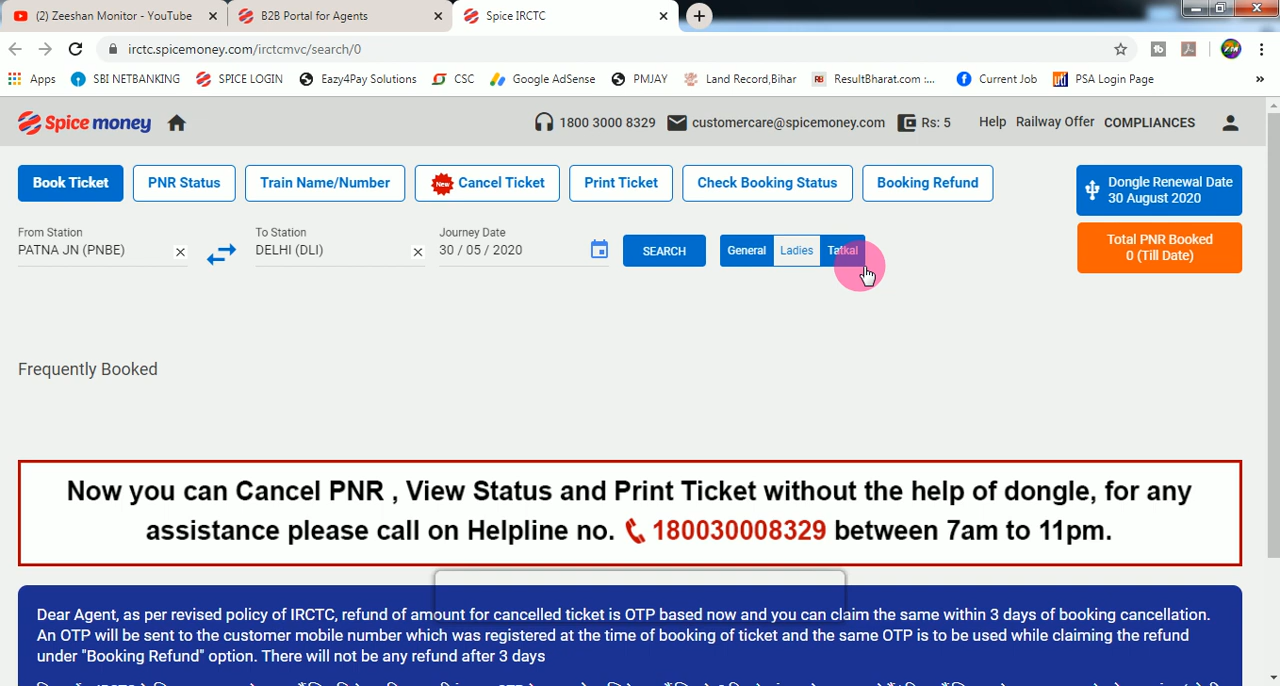 (2) Zeeshan Monitor - YouTube
B2B Portal for Agents
Spice IRCTC
irctc.spicemoney.com/irctcmvc/search/0
Apps SBI NETBANKING SPICE LOGIN Eazy4Pay Solutions CSC Google AdSense PMJAY Land Record,Bihar ResultBharat.com :... Current Job PSA Login Page »
Spice money 1800 3000 8329 customercare@spicemoney.com Rs: 5 Help Railway Offer COMPLIANCES
Book Ticket PNR Status Train Name/Number New Cancel Ticket Print Ticket Check Booking Status Booking Refund
Dongle Renewal Date
30 August 2020
From Station To Station Journey Date
PATNA JN (PNBE) DELHI (DLI) 30 / 05 / 2020 SEARCH General Ladies Tatkal
Total PNR Booked
0 (Till Date)
Frequently Booked
Now you can Cancel PNR , View Status and Print Ticket without the help of dongle, for any
assistance please call on Helpline no. 180030008329 between 7am to 11pm.
Dear Agent, as per revised policy of IRCTC, refund of amount for cancelled ticket is OTP based now and you can claim the same within 3 days of booking cancellation.
An OTP will be sent to the customer mobile number which was registered at the time of booking of ticket and the same OTP is to be used while claiming the refund
under "Booking Refund" option. There will not be any refund after 3 days